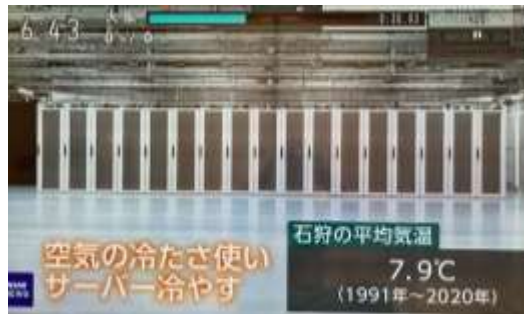 6:43
空気の冷たさ使い
サーバー冷やす
石狩の平均気温
7.9℃
(1991年～2020年)